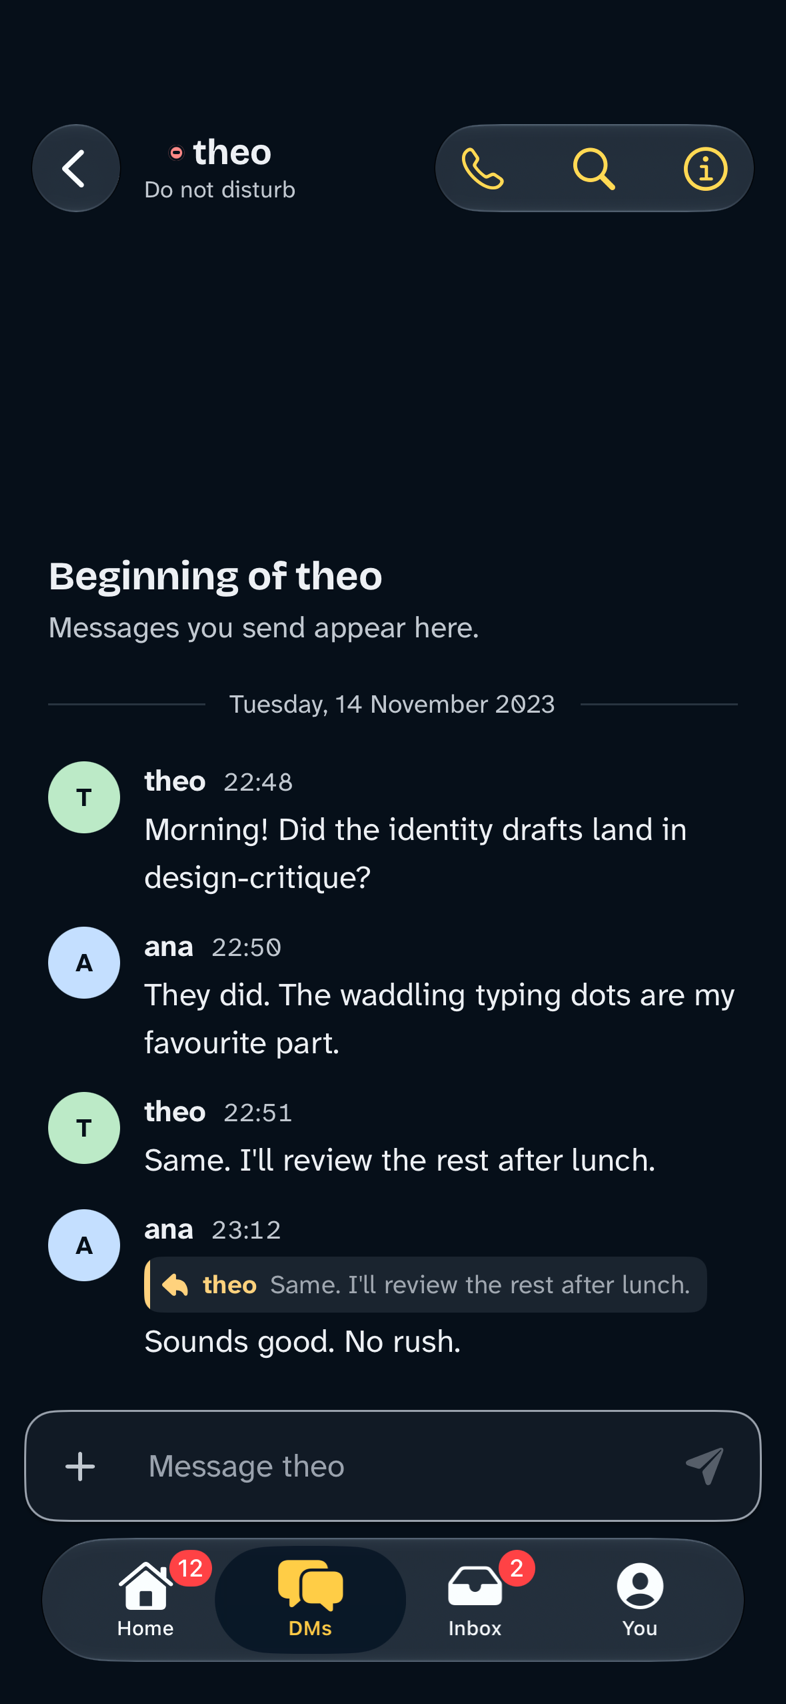 theo
Do not disturb
Beginning of theo
Messages you send appear here.
Tuesday, 14 November 2023
T
theo 22:48
Morning! Did the identity drafts land in
design-critique?
A
ana 22:50
They did. The waddling typing dots are my
favourite part.
T
theo 22:51
Same. I'll review the rest after lunch.
A
ana 23:12
theo Same. I'll review the rest after lunch.
Sounds good. No rush.
Message theo
12
2
Home
DMs
Inbox
You